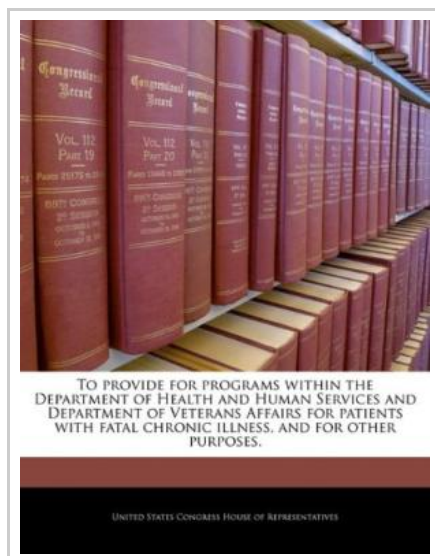 Congressional
Record
VOL. 112
PART 19
Congressional
Record
VOL. 112
PART 20
TO PROVIDE FOR PROGRAMS WITHIN THE
DEPARTMENT OF HEALTH AND HUMAN SERVICES AND
DEPARTMENT OF VETERANS AFFAIRS FOR PATIENTS
WITH FATAL CHRONIC ILLNESS, AND FOR OTHER
PURPOSES.
UNITED STATES CONGRESS HOUSE OF REPRESENTATIVES